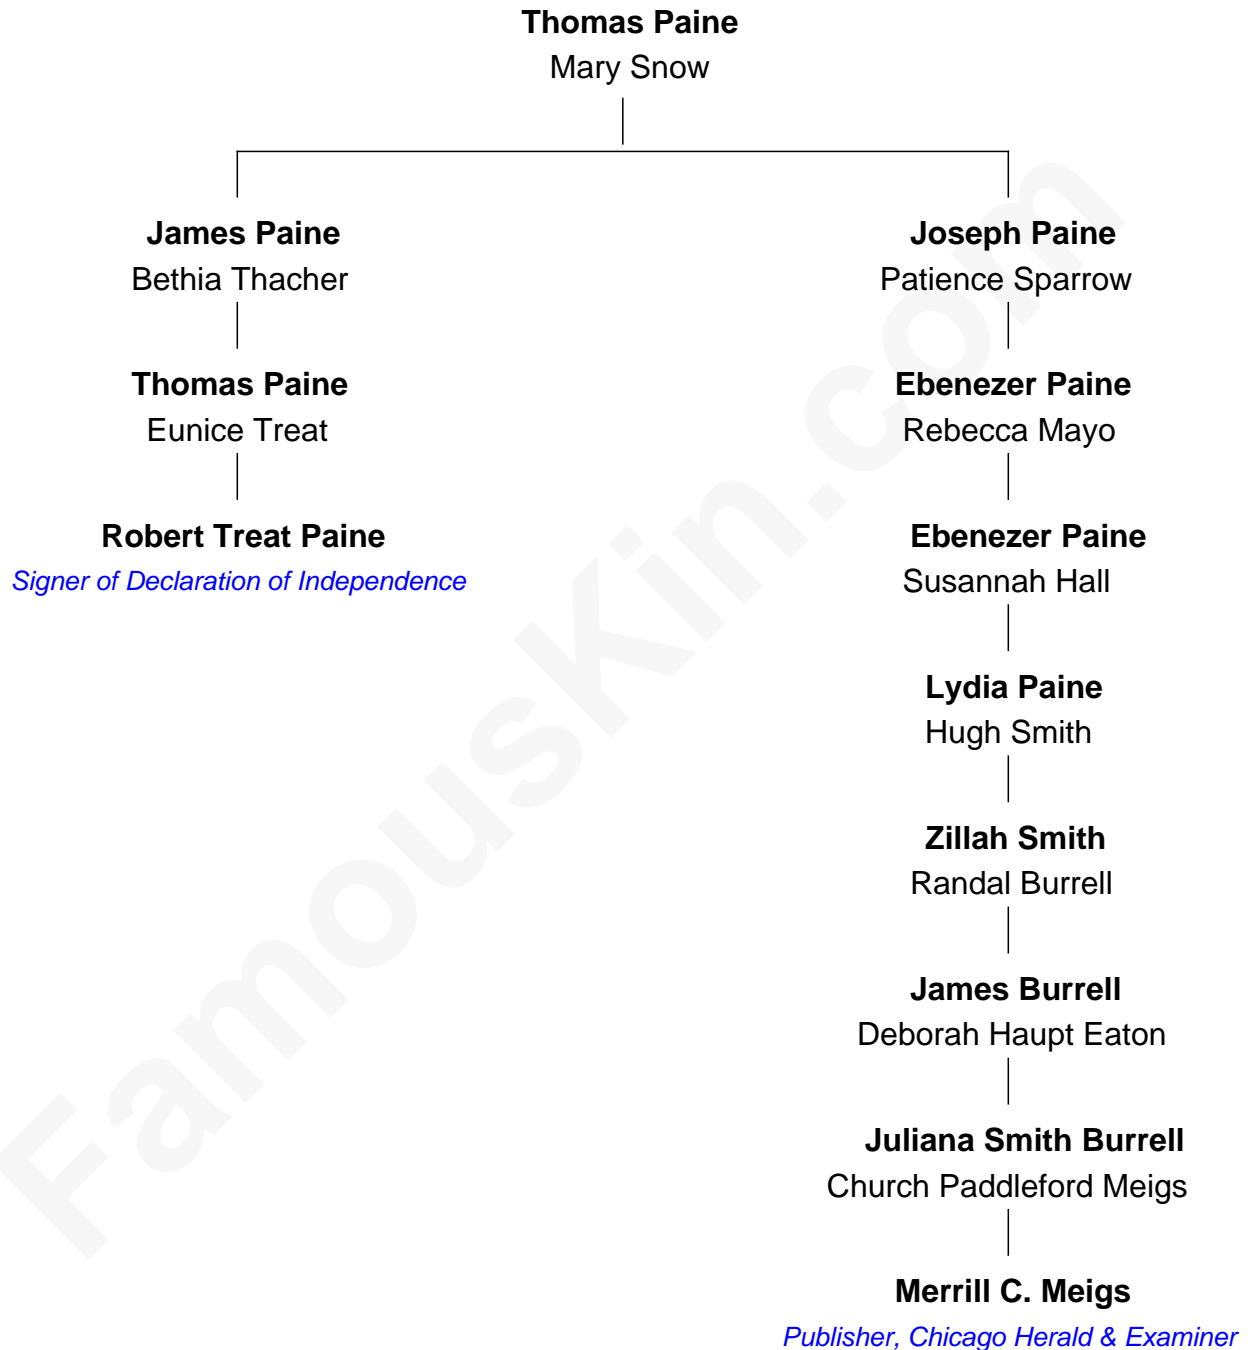 Thomas Paine
Mary Snow
James Paine
Bethia Thacher
Thomas Paine
Eunice Treat
Robert Treat Paine
Signer of Declaration of Independence
Joseph Paine
Patience Sparrow
Ebenezer Paine
Rebecca Mayo
Ebenezer Paine
Susannah Hall
Lydia Paine
Hugh Smith
Zillah Smith
Randal Burrell
James Burrell
Deborah Haupt Eaton
Juliana Smith Burrell
Church Paddleford Meigs
Merrill C. Meigs
Publisher, Chicago Herald & Examiner
FamousKin.com